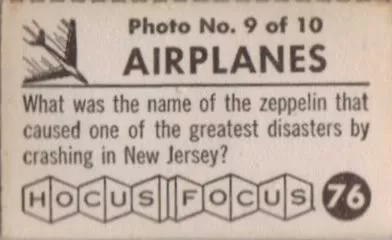 Photo No. 9 of 10
AIRPLANES
What was the name of the zeppelin that
caused one of the greatest disasters by
crashing in New Jersey?
HOCUS FOCUS 76